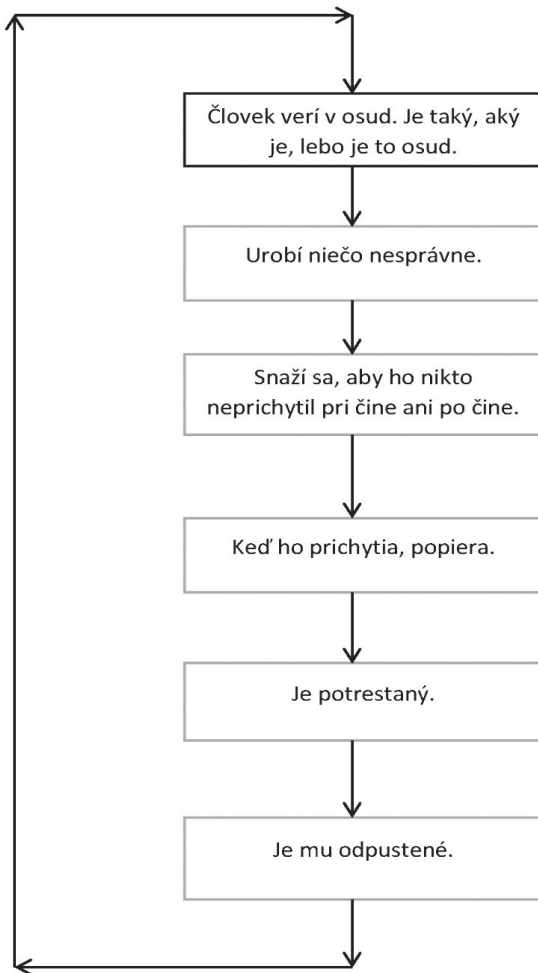 Človek verí v osud. Je taký, aký
je, lebo je to osud.
Urobí niečo nesprávne.
Snaží sa, aby ho nikto
neprichytil pri čine ani po čine.
Keď ho prichytia, popiera.
Je potrestaný.
Je mu odpustené.